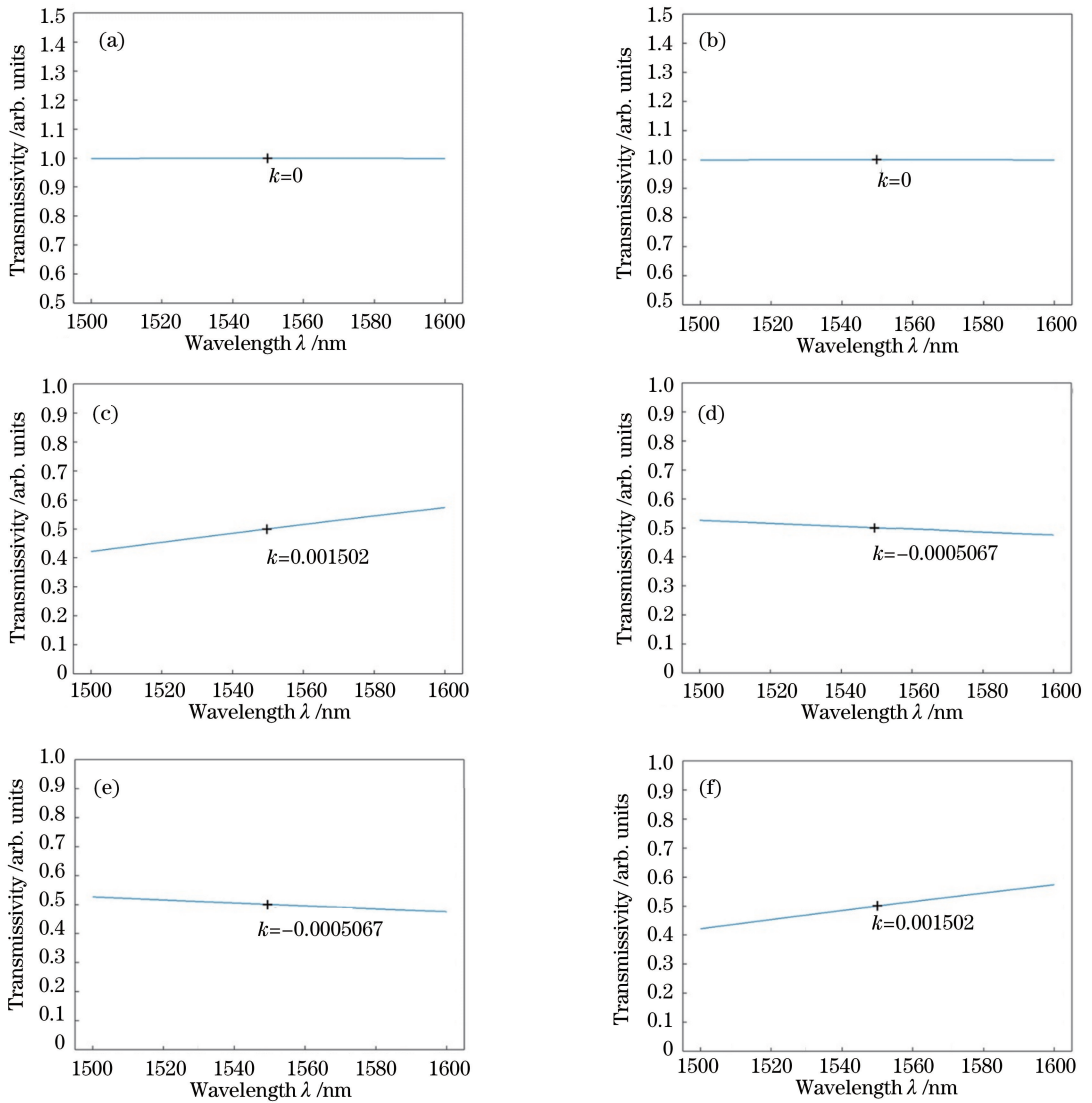 (a)
1.5
1.4
1.3
1.2
1.1
1.0
0.9
0.8
0.7
0.6
0.5
Transmissivity /arb. units
k=0
1500 1520 1540 1560 1580 1600
Wavelength λ /nm
(b)
1.5
1.4
1.3
1.2
1.1
1.0
0.9
0.8
0.7
0.6
0.5
Transmissivity /arb. units
k=0
1500 1520 1540 1560 1580 1600
Wavelength λ /nm
(c)
1.0
0.9
0.8
0.7
0.6
0.5
0.4
0.3
0.2
0.1
0
Transmissivity /arb. units
k=0.001502
1500 1520 1540 1560 1580 1600
Wavelength λ /nm
(d)
1.0
0.9
0.8
0.7
0.6
0.5
0.4
0.3
0.2
0.1
0
Transmissivity /arb. units
k=−0.0005067
1500 1520 1540 1560 1580 1600
Wavelength λ /nm
(e)
1.0
0.9
0.8
0.7
0.6
0.5
0.4
0.3
0.2
0.1
0
Transmissivity /arb. units
k=−0.0005067
1500 1520 1540 1560 1580 1600
Wavelength λ /nm
(f)
1.0
0.9
0.8
0.7
0.6
0.5
0.4
0.3
0.2
0.1
0
Transmissivity /arb. units
k=0.001502
1500 1520 1540 1560 1580 1600
Wavelength λ /nm